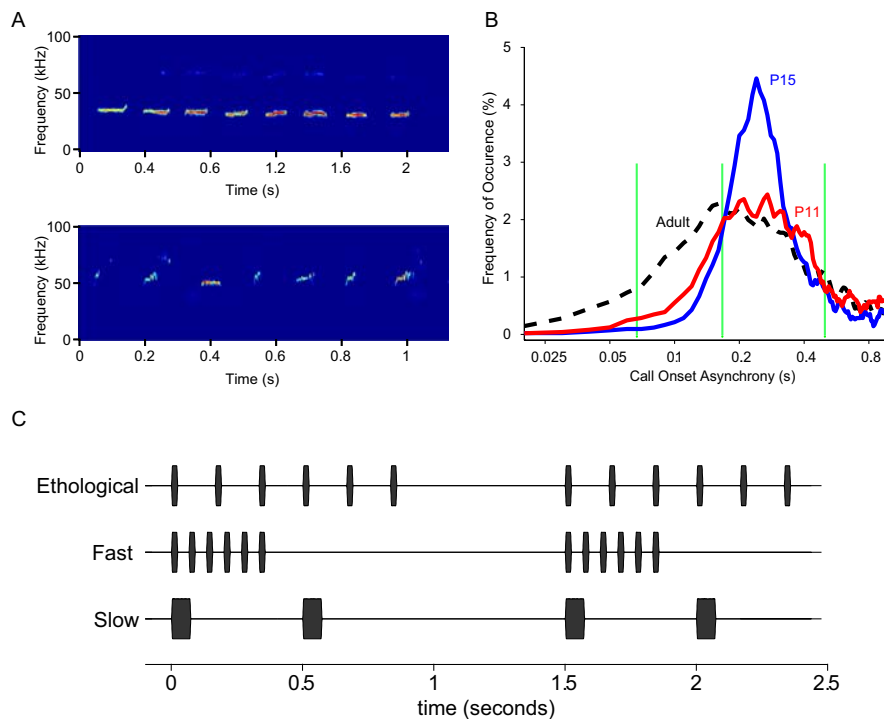 A
100
50
0
Frequency (kHz)
0 0.4 0.6 1.2 1.6 2
Time (s)
100
50
0
Frequency (kHz)
0 0.2 0.4 0.6 0.8 1
Time (s)
B
5
4
3
2
1
0
Frequency of Occurence (%)
P15
P11
Adult
0.025 0.05 01 0.2 0.4 0.8
Call Onset Asynchrony (s)
C
Ethological
Fast
Slow
0 0.5 1 1.5 2 2.5
time (seconds)